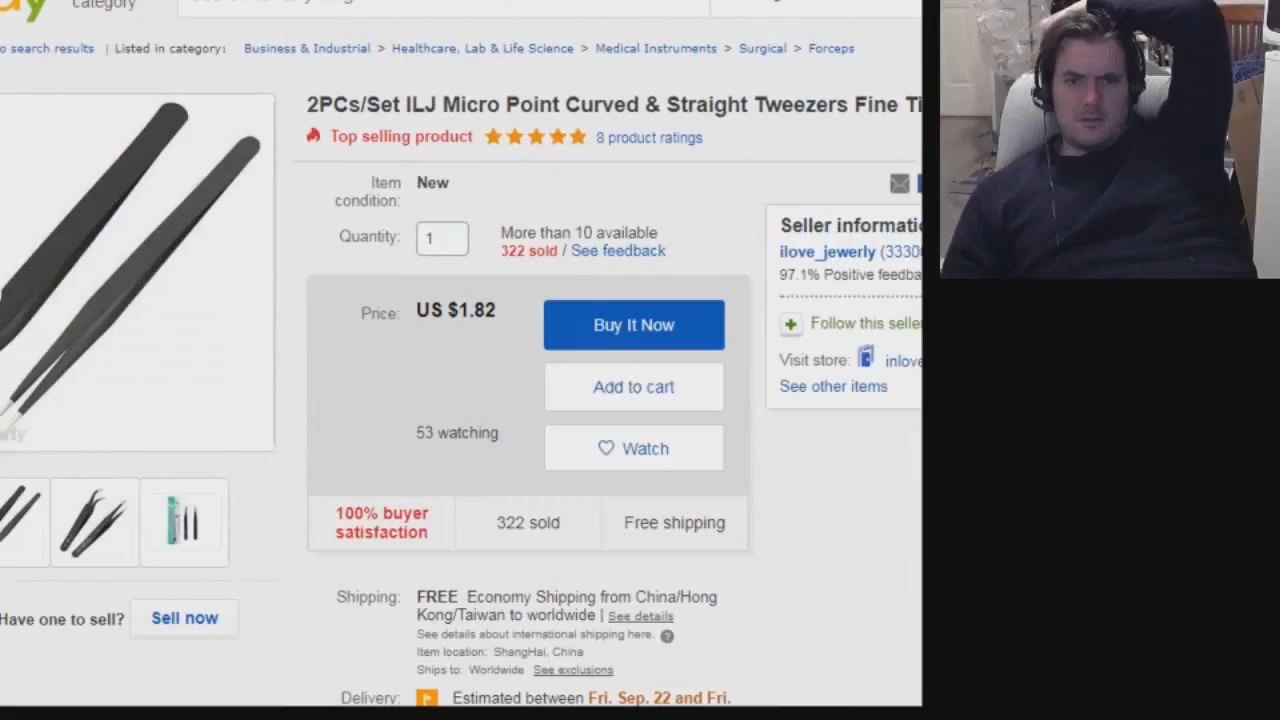 category
o search results | Listed in category: Business & Industrial > Healthcare, Lab & Life Science > Medical Instruments > Surgical > Forceps
2PCs/Set ILJ Micro Point Curved & Straight Tweezers Fine Ti
Top selling product 8 product ratings
Item condition: New
Quantity: 1
More than 10 available
322 sold / See feedback
Price: US $1.82
Buy It Now
Add to cart
53 watching
Watch
100% buyer satisfaction
322 sold
Free shipping
Seller informati
ilove_jewerly (3330
97.1% Positive feedba
Follow this selle
Visit store: inlove
See other items
Have one to sell? Sell now
Shipping: FREE Economy Shipping from China/Hong
Kong/Taiwan to worldwide | See details
See details about international shipping here.
Item location: ShangHai, China
Ships to: Worldwide See exclusions
Delivery: Estimated between Fri. Sep. 22 and Fri.